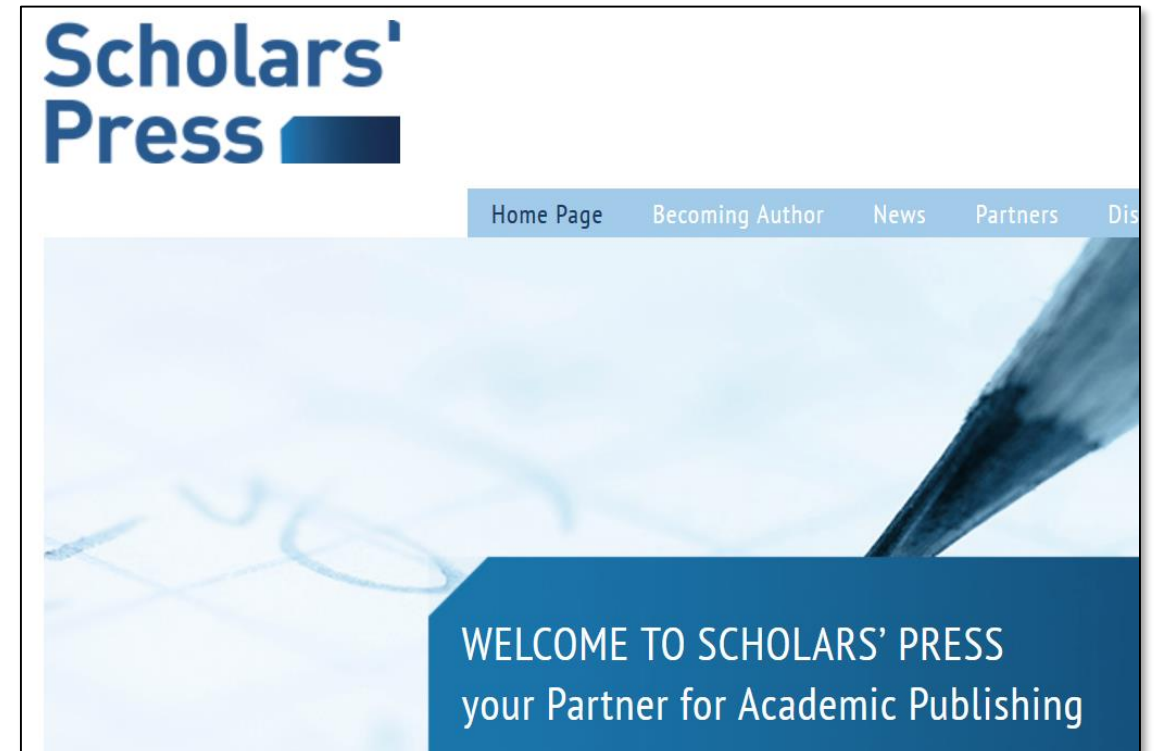 Scholars'
Press
Home Page Becoming Author News Partners
WELCOME TO SCHOLARS’ PRESS
your Partner for Academic Publishing